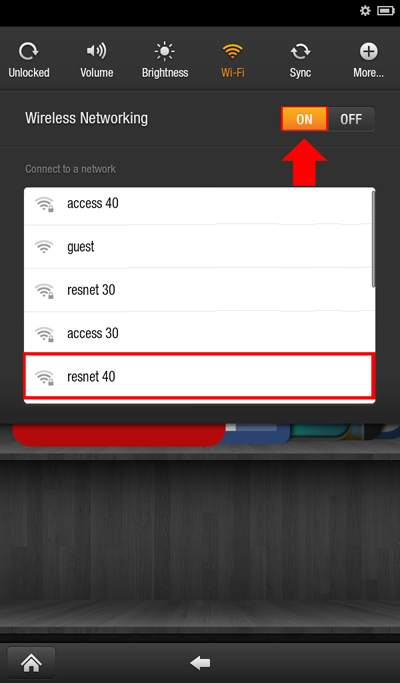 Unlocked Volume Brightness Wi-Fi Sync More...
Wireless Networking ON OFF
Connect to a network
access 40
guest
resnet 30
access 30
resnet 40